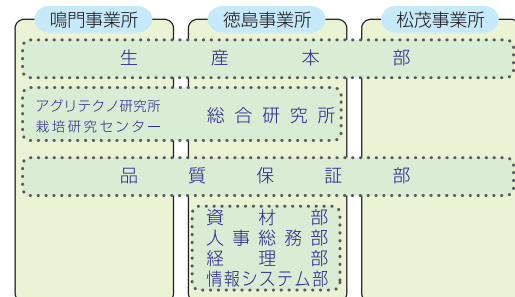 鳴門事業所 徳島事業所 松茂事業所
生産本部
アグリテクノ研究所
栽培研究センター
総合研究所
品質保証部
資材部
人事総務部
経理部
情報システム部